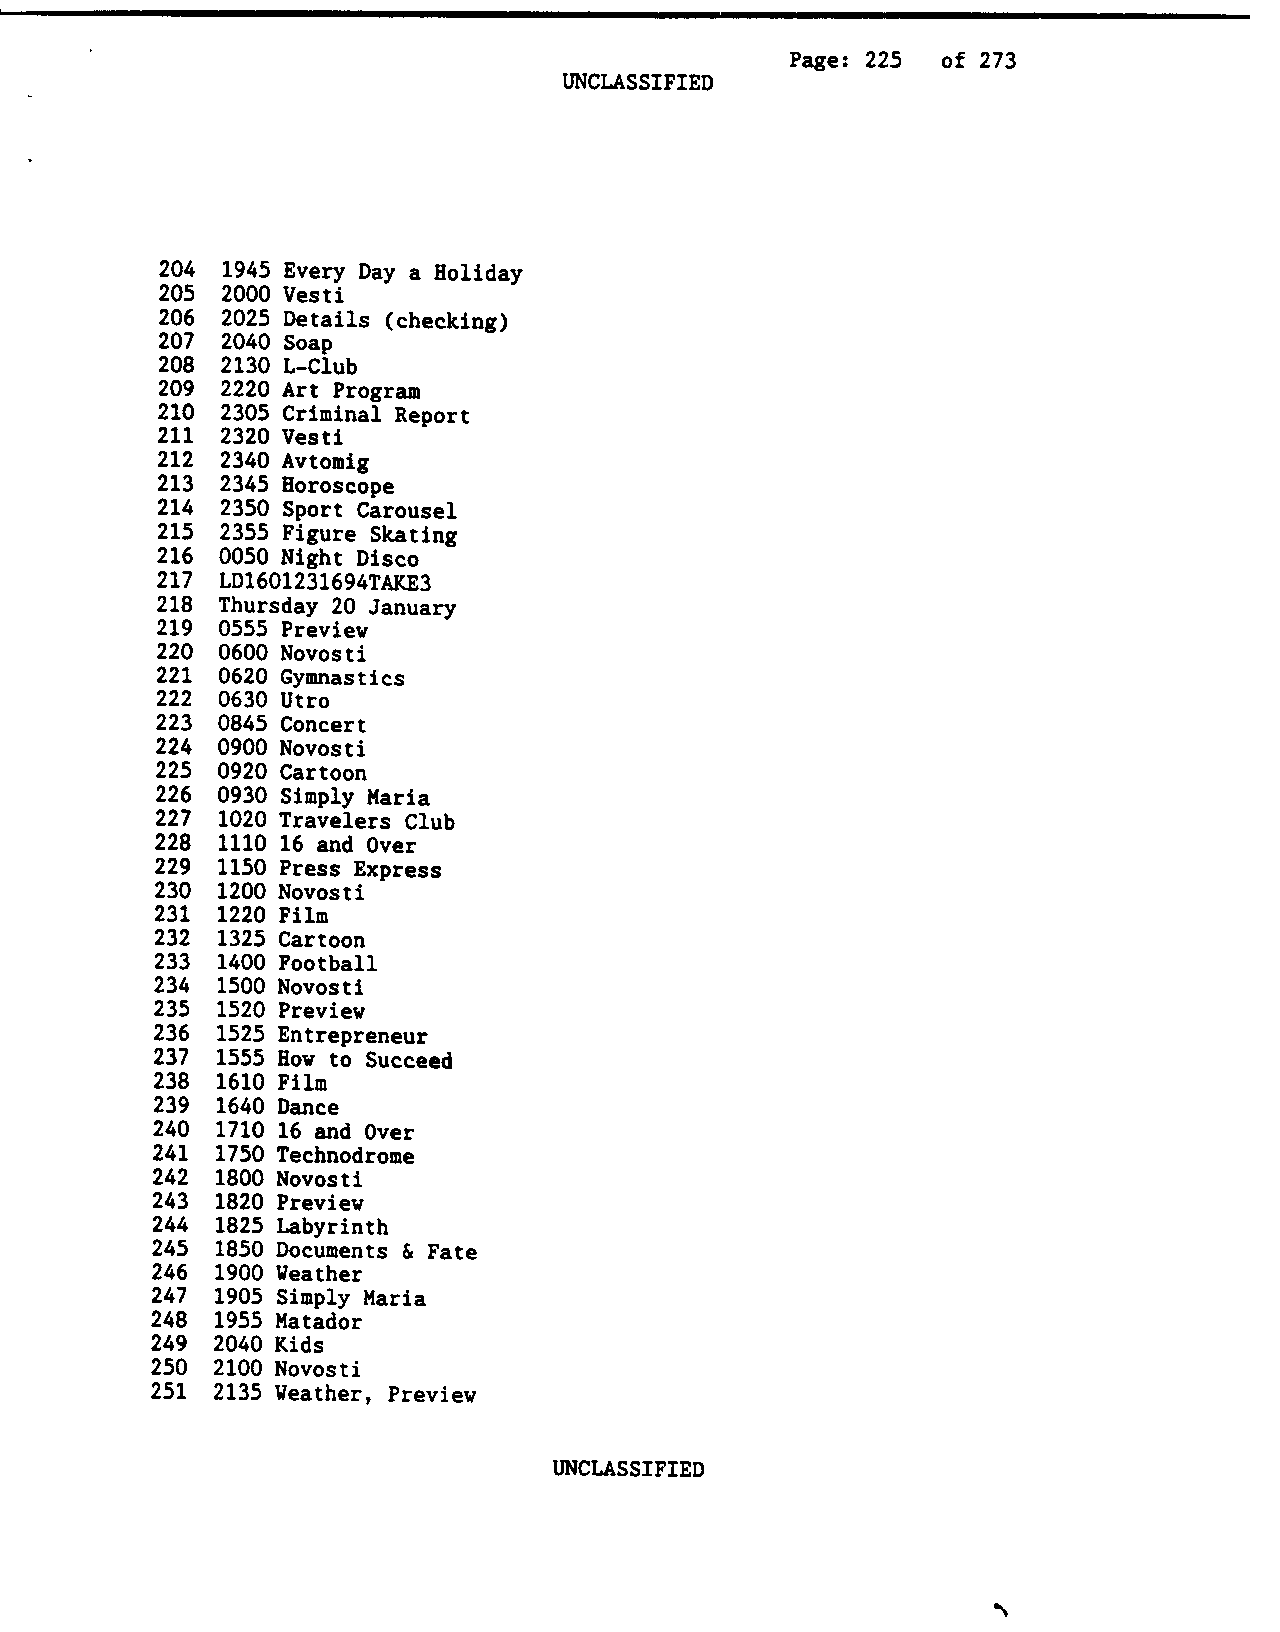 Page: 225 of 273
UNCLASSIFIED
204 1945 Every Day a Holiday
205 2000 Vesti
206 2025 Details (checking)
207 2040 Soap
208 2130 L-Club
209 2220 Art Program
210 2305 Criminal Report
211 2320 Vesti
212 2340 Avtomig
213 2345 Horoscope
214 2350 Sport Carousel
215 2355 Figure Skating
216 0050 Night Disco
217 LD1601231694TAKE3
218 Thursday 20 January
219 0555 Preview
220 0600 Novosti
221 0620 Gymnastics
222 0630 Utro
223 0845 Concert
224 0900 Novosti
225 0920 Cartoon
226 0930 Simply Maria
227 1020 Travelers Club
228 1110 16 and Over
229 1150 Press Express
230 1200 Novosti
231 1220 Film
232 1325 Cartoon
233 1400 Football
234 1500 Novosti
235 1520 Preview
236 1525 Entrepreneur
237 1555 How to Succeed
238 1610 Film
239 1640 Dance
240 1710 16 and Over
241 1750 Technodrome
242 1800 Novosti
243 1820 Preview
244 1825 Labyrinth
245 1850 Documents & Fate
246 1900 Weather
247 1905 Simply Maria
248 1955 Matador
249 2040 Kids
250 2100 Novosti
251 2135 Weather, Preview
UNCLASSIFIED